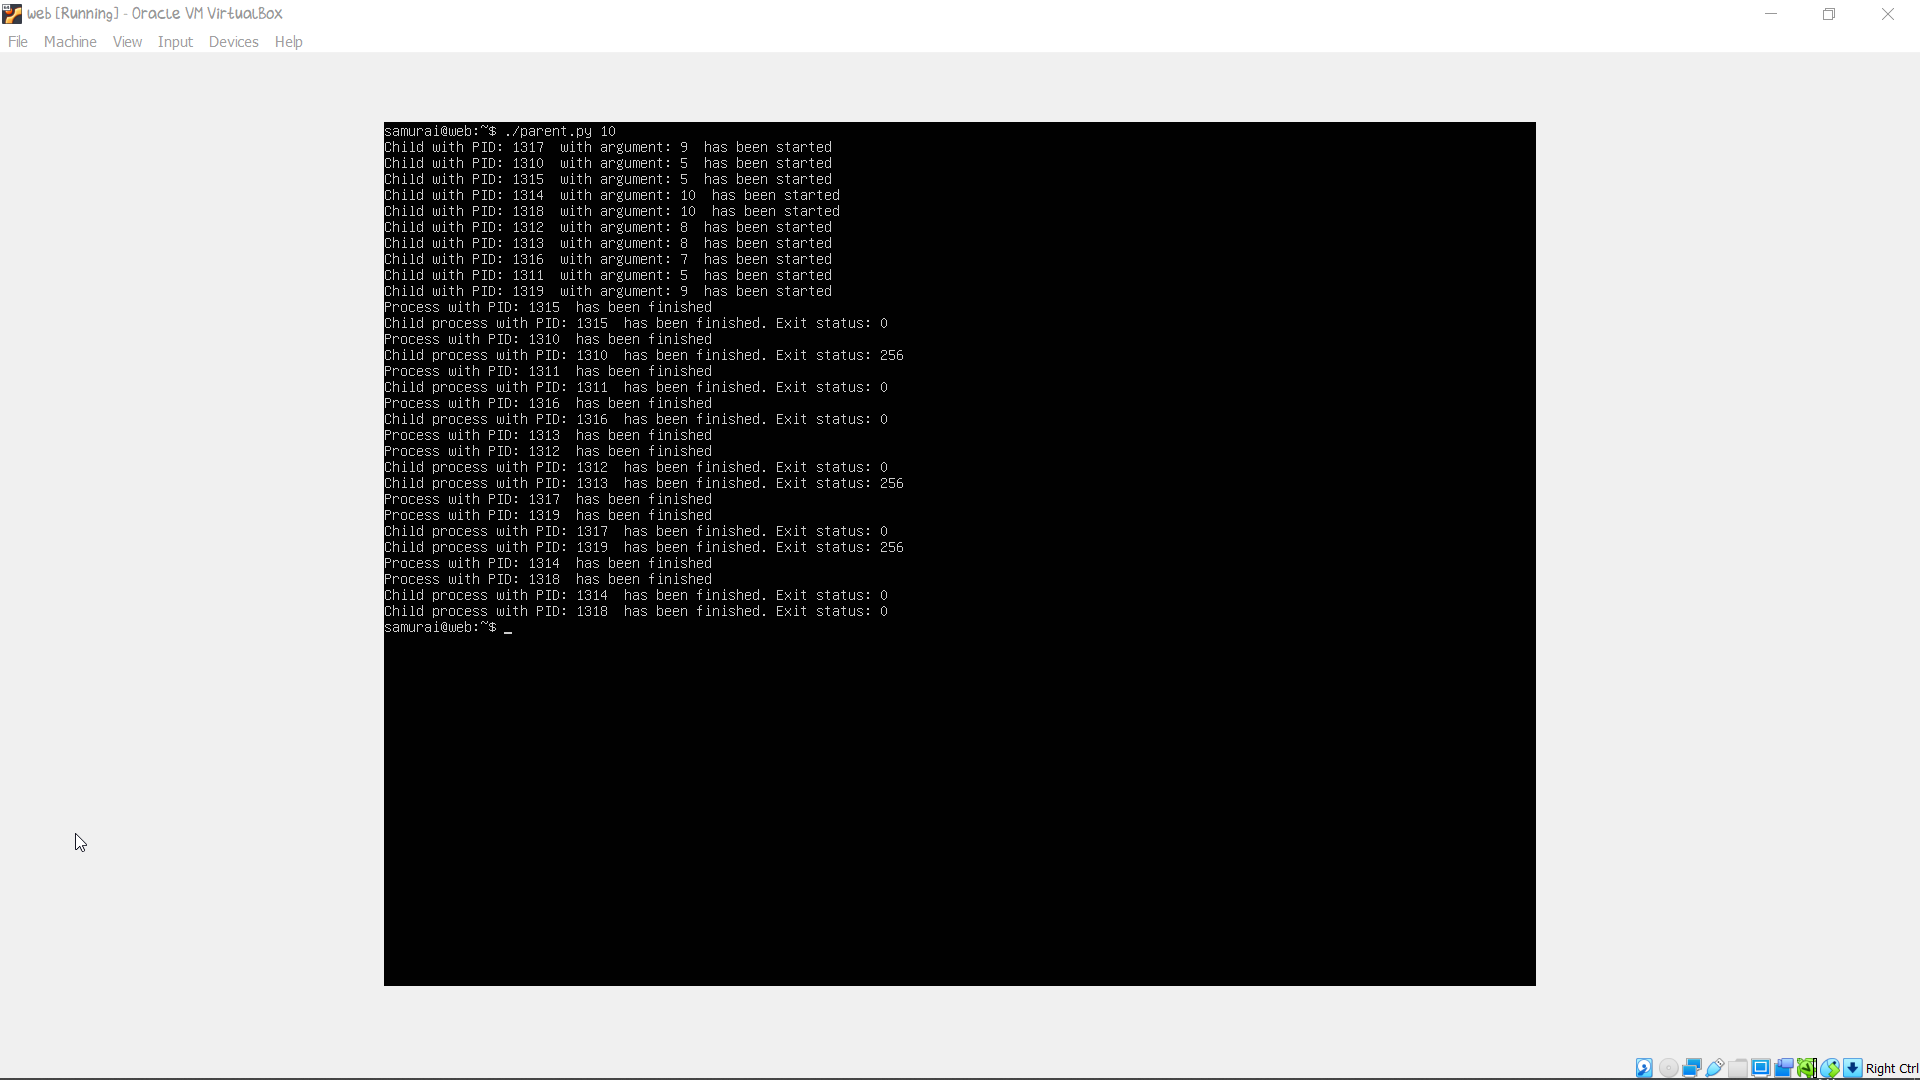 web [Running] - Oracle VM VirtualBox
File Machine View Input Devices Help
samurai@web:~$ ./parent.py 10
Child with PID: 1317  with argument: 9  has been started
Child with PID: 1310  with argument: 5  has been started
Child with PID: 1315  with argument: 5  has been started
Child with PID: 1314  with argument: 10  has been started
Child with PID: 1318  with argument: 10  has been started
Child with PID: 1312  with argument: 8  has been started
Child with PID: 1313  with argument: 8  has been started
Child with PID: 1316  with argument: 7  has been started
Child with PID: 1311  with argument: 5  has been started
Child with PID: 1319  with argument: 9  has been started
Process with PID: 1315  has been finished
Child process with PID: 1315  has been finished. Exit status: 0
Process with PID: 1310  has been finished
Child process with PID: 1310  has been finished. Exit status: 256
Process with PID: 1311  has been finished
Child process with PID: 1311  has been finished. Exit status: 0
Process with PID: 1316  has been finished
Child process with PID: 1316  has been finished. Exit status: 0
Process with PID: 1313  has been finished
Process with PID: 1312  has been finished
Child process with PID: 1312  has been finished. Exit status: 0
Child process with PID: 1313  has been finished. Exit status: 256
Process with PID: 1317  has been finished
Process with PID: 1319  has been finished
Child process with PID: 1317  has been finished. Exit status: 0
Child process with PID: 1319  has been finished. Exit status: 256
Process with PID: 1314  has been finished
Process with PID: 1318  has been finished
Child process with PID: 1314  has been finished. Exit status: 0
Child process with PID: 1318  has been finished. Exit status: 0
samurai@web:~$ _
Right Ctrl